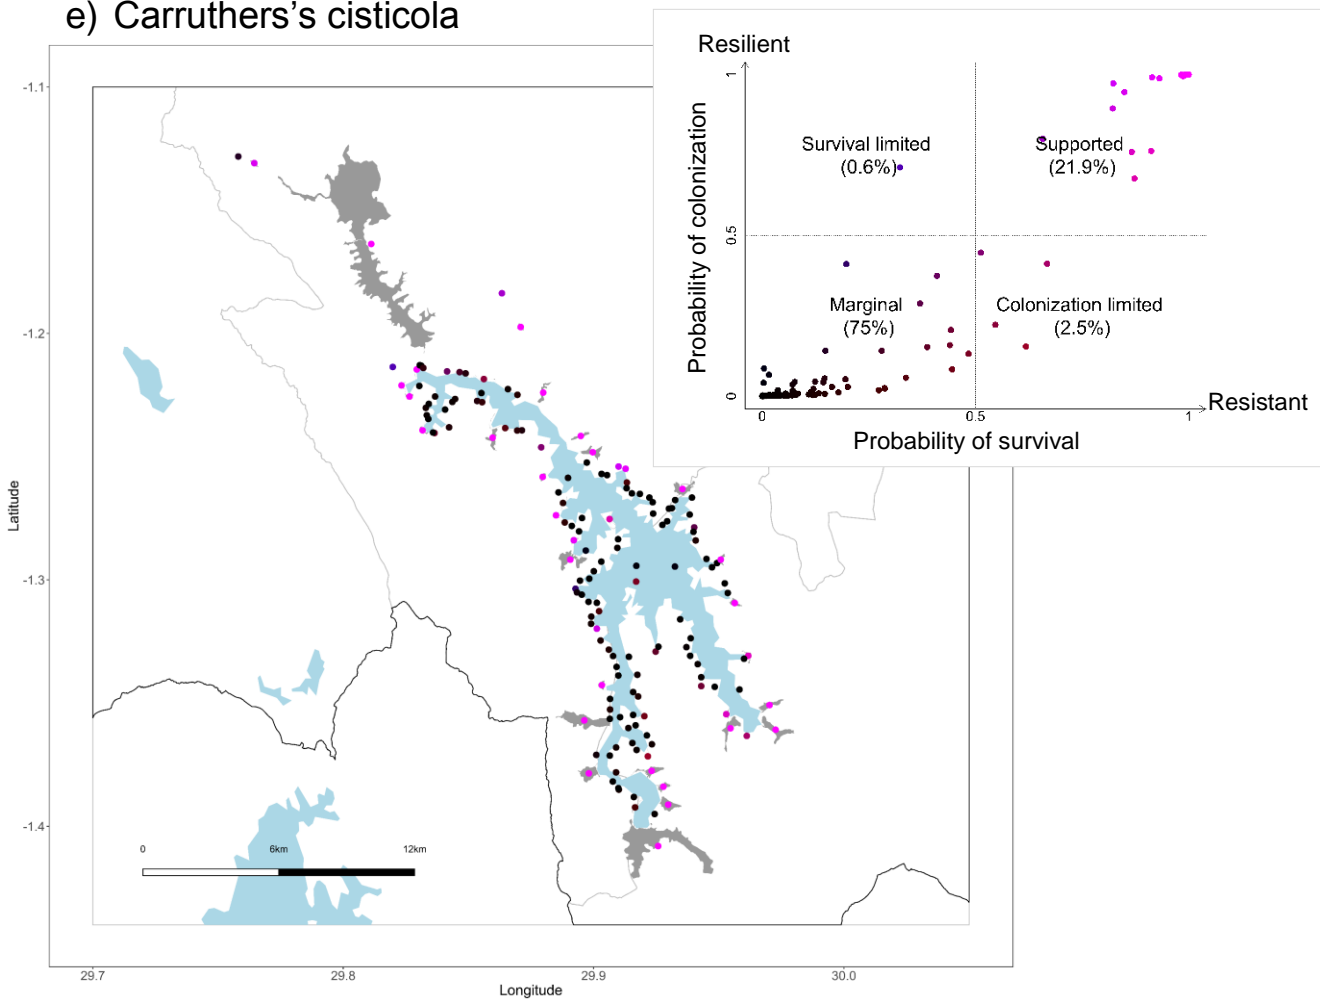 e) Carruthers's cisticola
Resilient
1
0.5
0
Probability of colonization
Survival limited
(0.6%)
Supported
(21.9%)
Marginal
(75%)
Colonization limited
(2.5%)
0
0.5
1
Resistant
Probability of survival
-1.1
-1.2
-1.3
-1.4
Latitude
0
6km
12km
29.7
29.8
29.9
30.0
Longitude